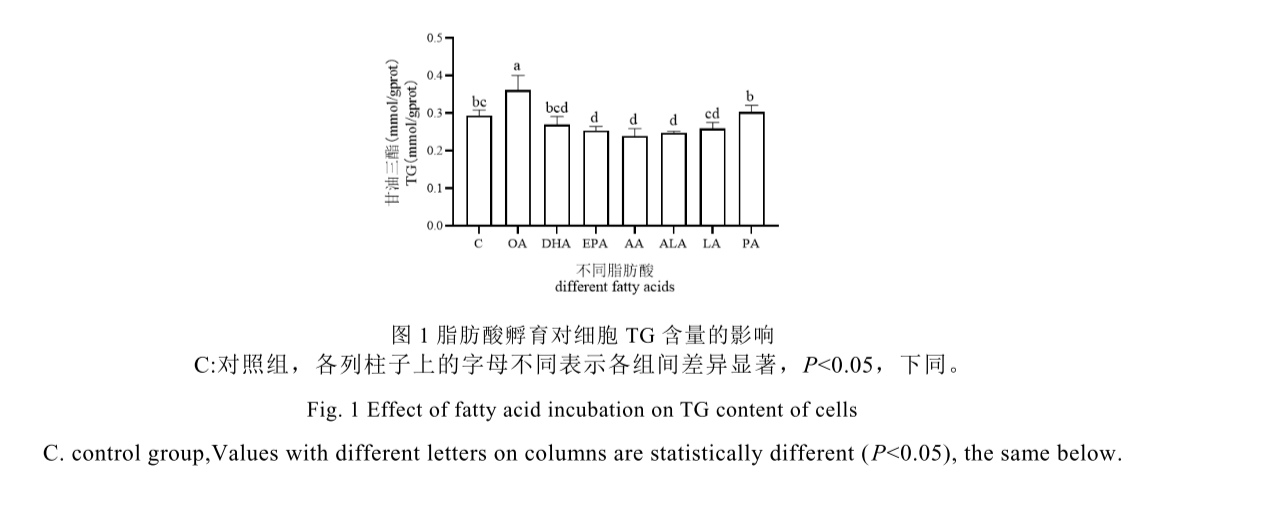 0.5
0.4
0.3
0.2
0.1
0.0
甘油三酯(mmol/gprot)
TG(mmol/gprot)
bc
a
bcd
d
d
d
cd
b
C OA DHA EPA AA ALA LA PA
不同脂肪酸
different fatty acids
图 1 脂肪酸孵育对细胞 TG 含量的影响
C:对照组，各列柱子上的字母不同表示各组间差异显著，P<0.05，下同。
Fig. 1 Effect of fatty acid incubation on TG content of cells
C. control group,Values with different letters on columns are statistically different (P<0.05), the same below.